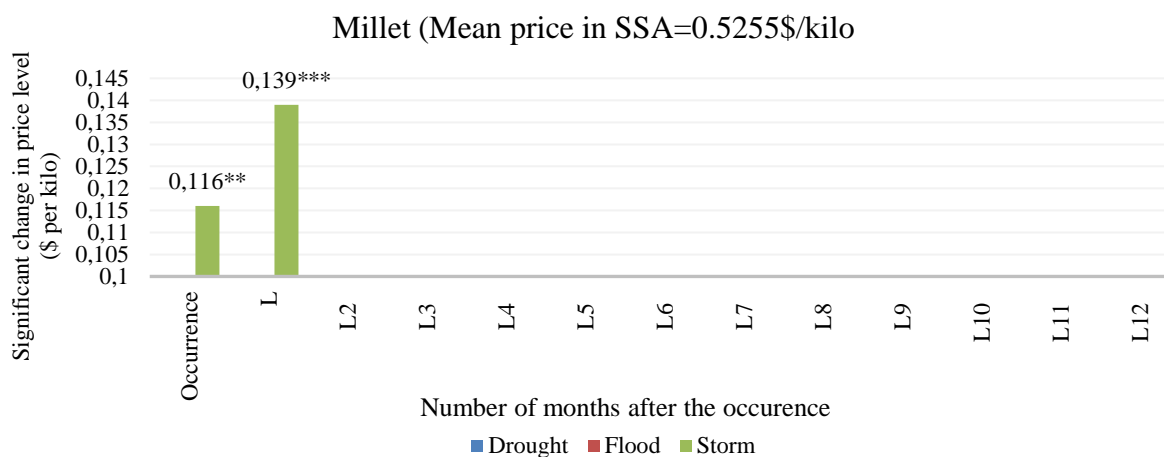 Millet (Mean price in SSA=0.5255$/kilo
Significant change in price level
($ per kilo)
0,145
0,14
0,135
0,13
0,125
0,12
0,115
0,11
0,105
0,1
0,116**
0,139***
Occurrence
L
L2
L3
L4
L5
L6
L7
L8
L9
L10
L11
L12
Number of months after the occurence
Drought Flood Storm